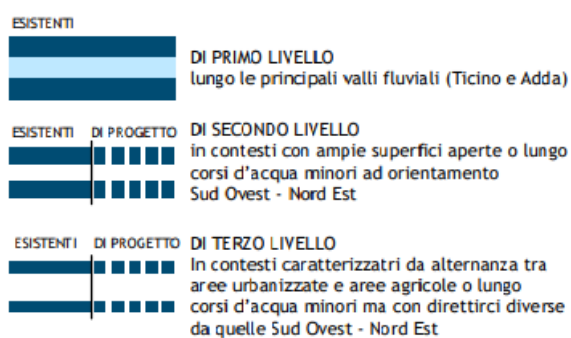 ESISTENTI
DI PRIMO LIVELLO
lungo le principali valli fluviali (Ticino e Adda)
ESISTENTI DI PROGETTO
DI SECONDO LIVELLO
in contesti con ampie superfici aperte o lungo
corsi d'acqua minori ad orientamento
Sud Ovest - Nord Est
ESISTENTI DI PROGETTO
DI TERZO LIVELLO
In contesti caratterizzatri da alternanza tra
aree urbanizzate e aree agricole o lungo
corsi d'acqua minori ma con direttirci diverse
da quelle Sud Ovest - Nord Est